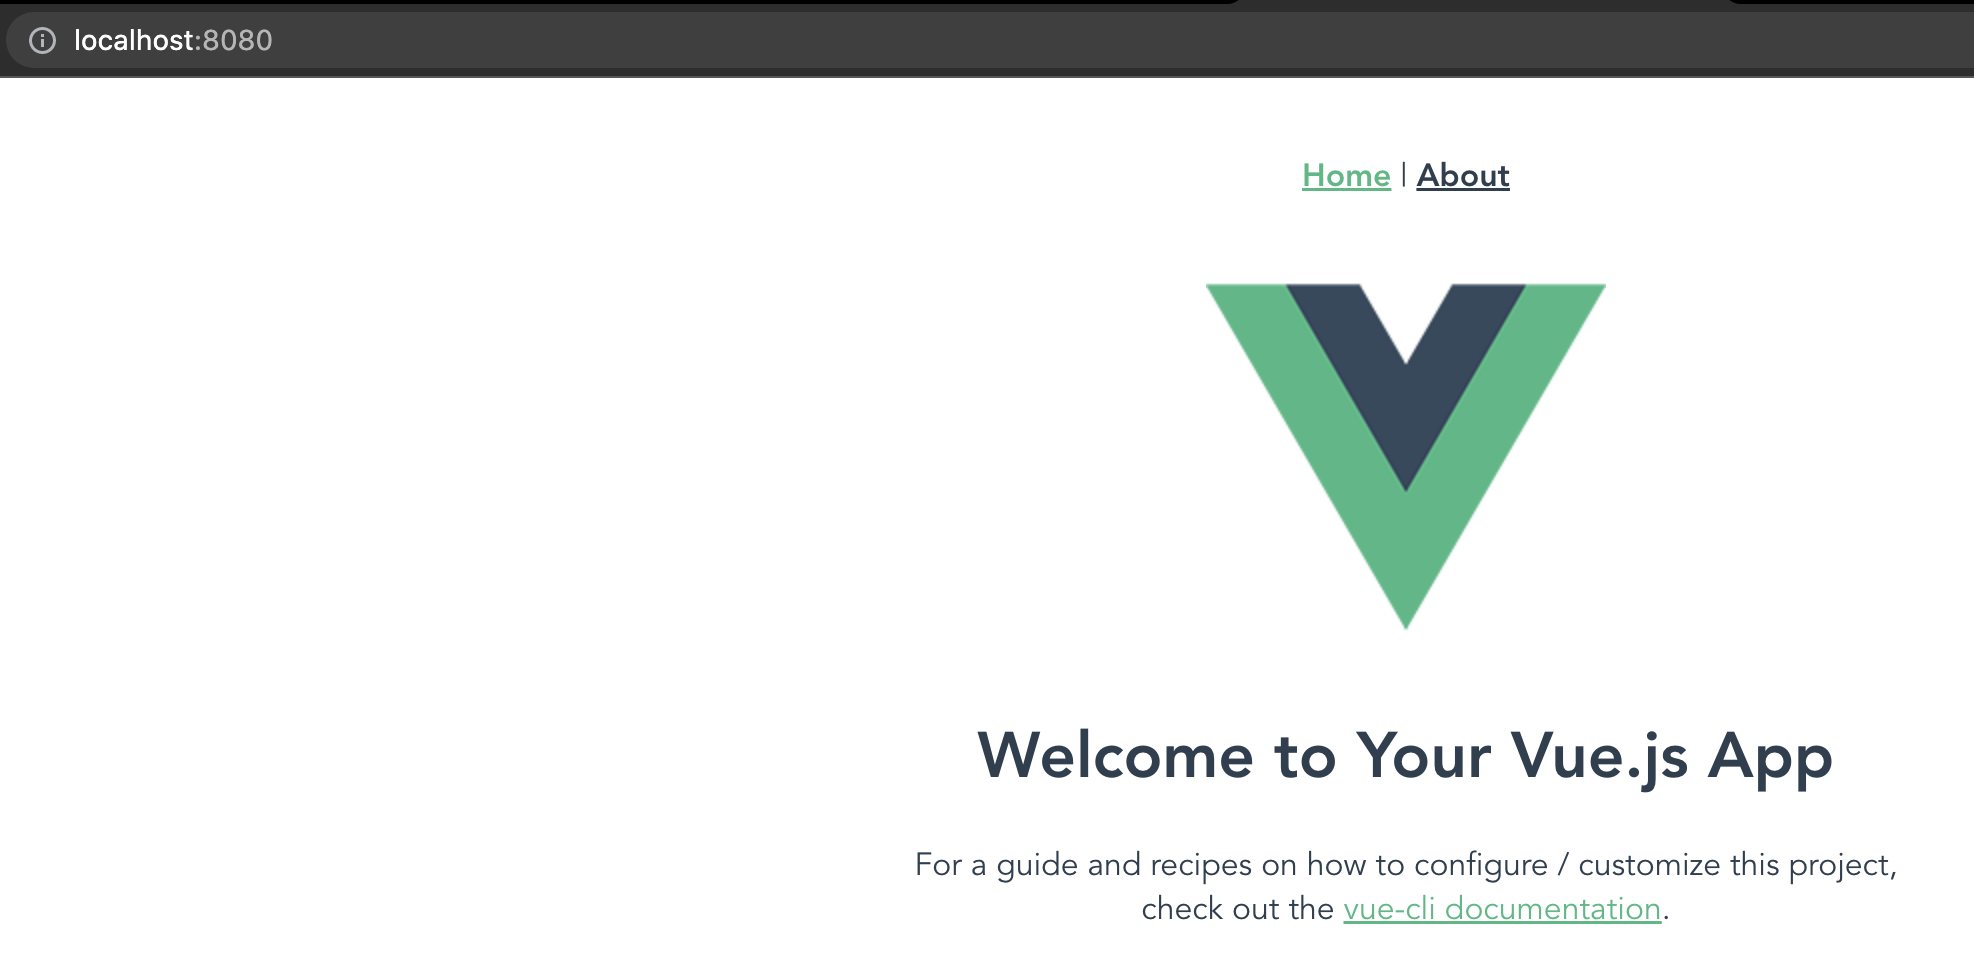 localhost:8080
Home | About
Welcome to Your Vue.js App
For a guide and recipes on how to configure / customize this project,
check out the vue-cli documentation.